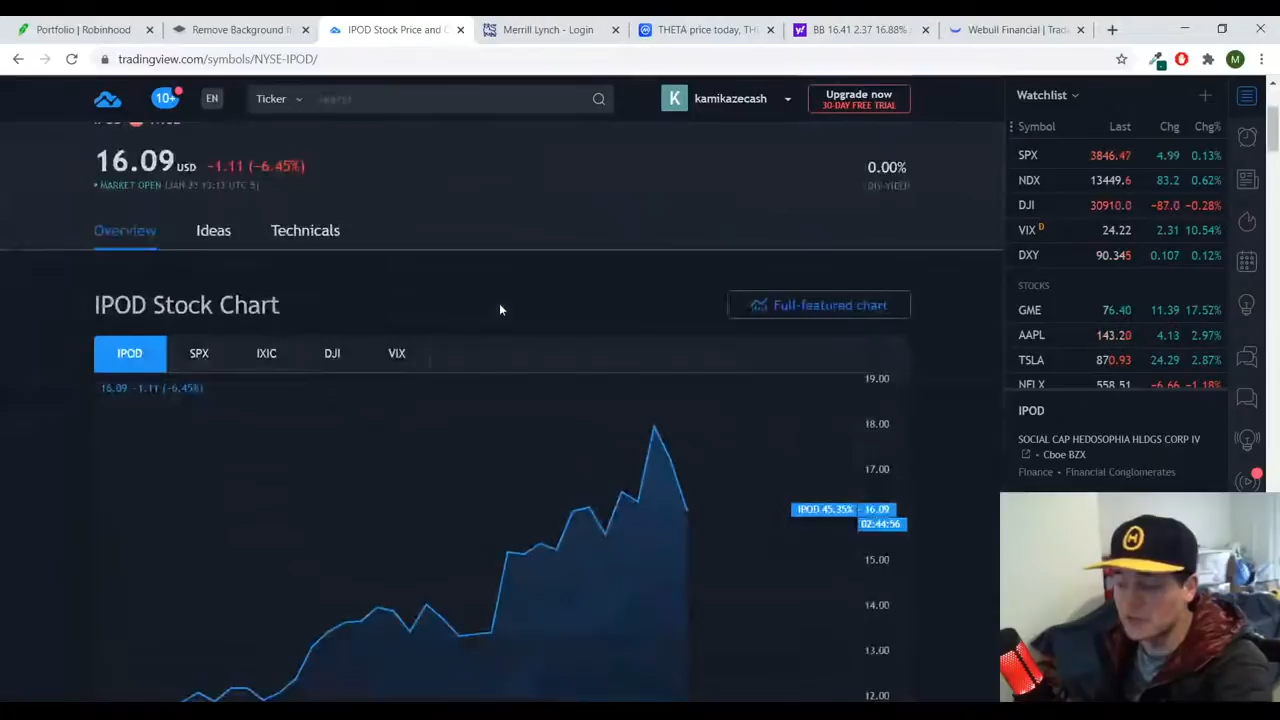 Portfolio | Robinhood
Remove Background f
IPOD Stock Price and C
Merrill Lynch - Login
THETA price today, TH
BB 16.41 2.37 16.88%
Webull Financial | Trad
tradingview.com/symbols/NYSE-IPOD/
M
10+
EN
Ticker
K
kamikazecash
Upgrade now
30-DAY FREE TRIAL
16.09 USD -1.11 (-6.45%)
0.00%
Overview
Ideas
Technicals
IPOD Stock Chart
Full-featured chart
IPOD
SPX
IXIC
DJI
VIX
16.09 -1.11 (-6.45%)
19.00
18.00
17.00
IPOD 45.35% 16.09
02:44:56
15.00
14.00
13.00
12.00
Watchlist
Symbol Last Chg Chg%
SPX 3846.47 4.99 0.13%
NDX 13449.6 83.2 0.62%
DJI 30910.0 -87.0 -0.28%
VIX D 24.22 2.31 10.54%
DXY 90.345 0.107 0.12%
STOCKS
GME 76.40 11.39 17.52%
AAPL 143.20 4.13 2.97%
TSLA 870.93 24.29 2.87%
NFLX 558.51 -6.66 -1.18%
IPOD
SOCIAL CAP HEDOSOPHIA HLDGS CORP IV
- Cboe BZX
Finance • Financial Conglomerates